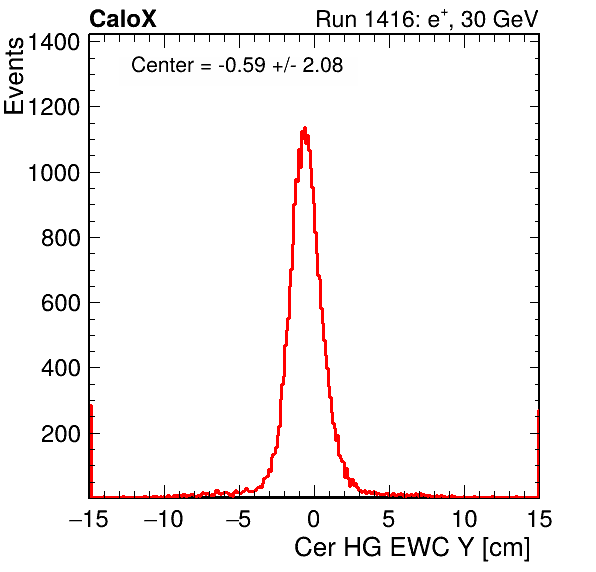 CaloX Run 1416: e⁺, 30 GeV
Events
Center = -0.59 +/- 2.08
1400
1200
1000
800
600
400
200
−15 −10 −5 0 5 10 15
Cer HG EWC Y [cm]